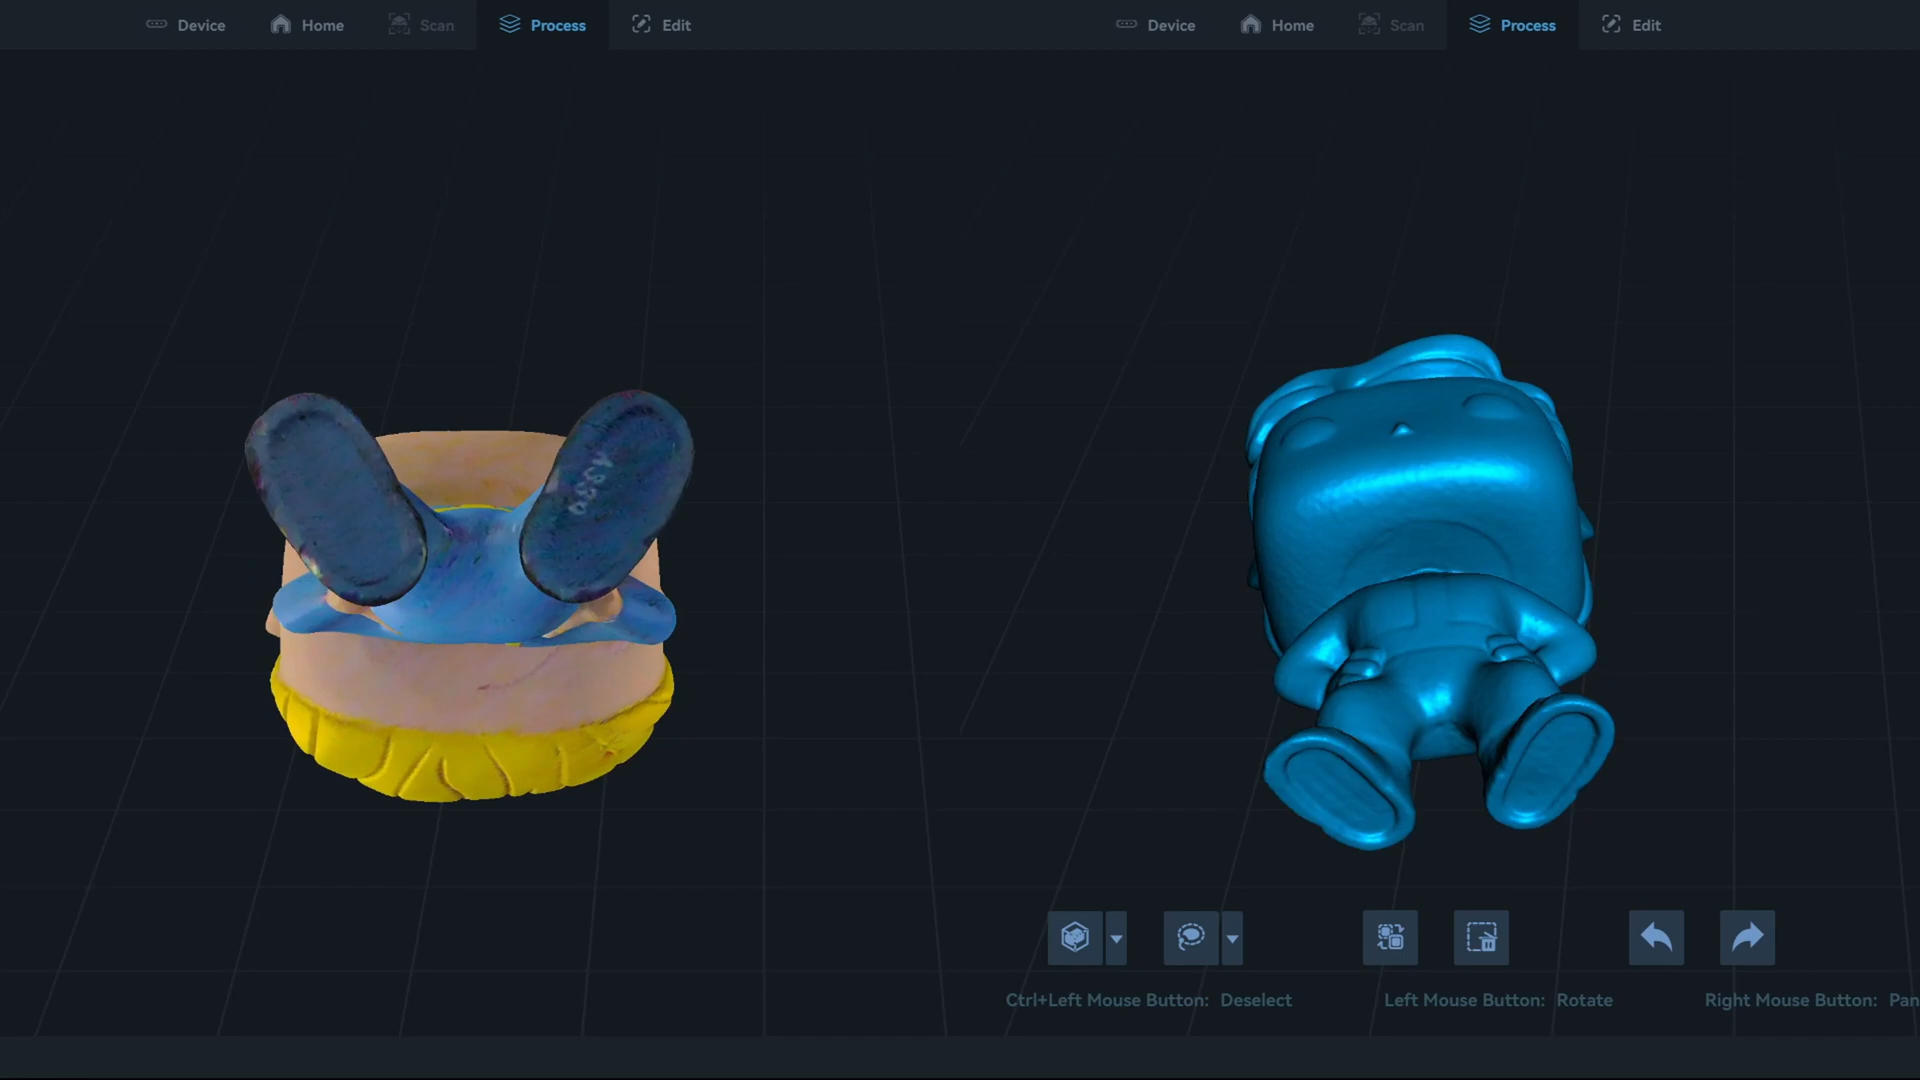 Device Home Scan Process Edit
Device Home Scan Process Edit
Ctrl+Left Mouse Button: Deselect Left Mouse Button: Rotate Right Mouse Button: Pan